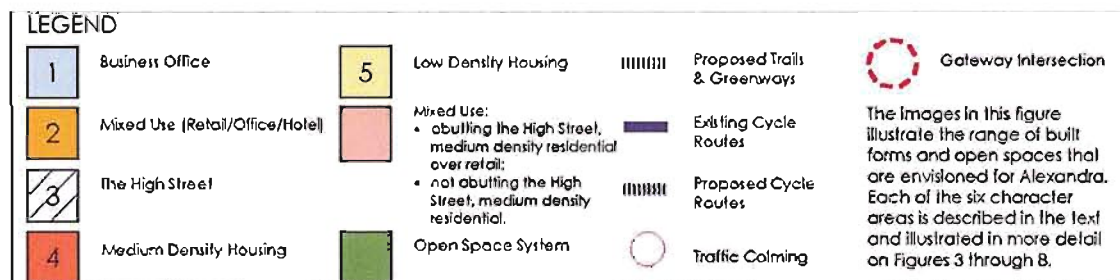 LEGEND
1 Business Office
2 Mixed Use (Retail/Office/Hotel)
3 The High Street
4 Medium Density Housing
5 Low Density Housing
Mixed Use:
• abutting the High Street,
medium density residential
over retail;
• not abutting the High
Street, medium density
residential.
Open Space System
Proposed Trails
& Greenways
Existing Cycle
Routes
Proposed Cycle
Routes
Traffic Calming
Gateway Intersection
The images in this figure
illustrate the range of built
forms and open spaces that
are envisioned for Alexandra.
Each of the six character
areas is described in the text
and illustrated in more detail
on Figures 3 through 8.